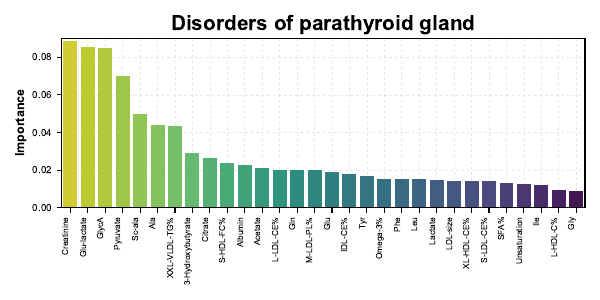 Disorders of parathyroid gland
Importance
0.08
0.06
0.04
0.02
0.00
Creatinine
Glu-lactate
GlycA
Pyruvate
Sc-ala
Ala
XXL-VLDL-TG%
3-Hydroxybutyrate
Citrate
S-HDL-FC%
Albumin
Acetate
L-LDL-CE%
Gln
M-LDL-PL%
Glu
IDL-CE%
Tyr
Omega-3%
Phe
Leu
Lactate
LDL-size
XL-HDL-CE%
S-LDL-CE%
SFA%
Unsaturation
Ile
L-HDL-C%
Gly